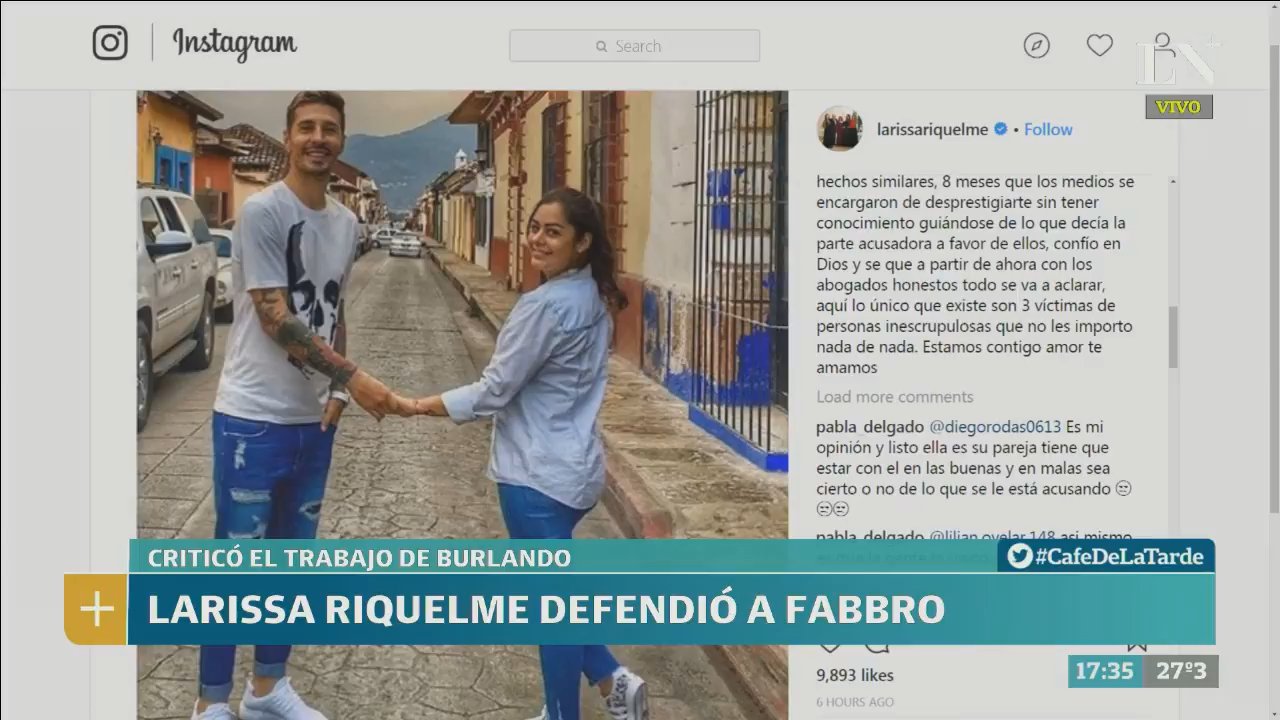 Instagram
Search
LN+
VIVO
larissariquelme • Follow
hechos similares, 8 meses que los medios se
encargaron de desprestigiarte sin tener
conocimiento guiándose de lo que decía la
parte acusadora a favor de ellos, confío en
Dios y se que a partir de ahora con los
abogados honestos todo se va a aclarar,
aquí lo único que existe son 3 víctimas de
personas inescrupulosas que no les importo
nada de nada. Estamos contigo amor te
amamos
Load more comments
pabla_delgado @diegorodas0613 Es mi
opinión y listo ella es su pareja tiene que
estar con el en las buenas y en malas sea
cierto o no de lo que se le está acusando 😒
😒😒
pabla_delgado @lilian_ovelar_148 asi mismo
CRITICÓ EL TRABAJO DE BURLANDO
#CafeDeLaTarde
LARISSA RIQUELME DEFENDIÓ A FABBRO
9,893 likes
17:35 27º3
6 HOURS AGO